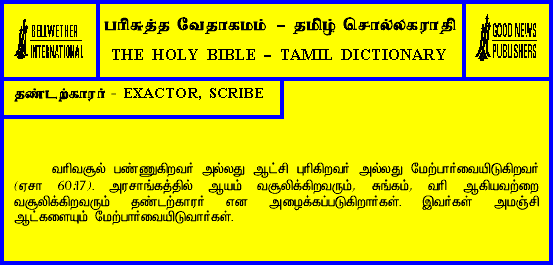 BELLWETHER
INTERNATIONAL
பரிசுத்த வேதாகமம் – தமிழ் சொல்லகராதி
THE HOLY BIBLE – TAMIL DICTIONARY
GOOD NEWS
PUBLISHERS
தண்டற்காரர் - EXACTOR, SCRIBE
வரிவசூல் பண்ணுகிறவர் அல்லது ஆட்சி புரிகிறவர் அல்லது மேற்பார்வையிடுகிறவர்
(ஏசா 60:17). அரசாங்கத்தில் ஆயம் வசூலிக்கிறவரும், சுங்கம், வரி ஆகியவற்றை
வசூலிக்கிறவரும் தண்டற்காரர் என அழைக்கப்படுகிறார்கள். இவர்கள் அமஞ்சி
ஆட்களையும் மேற்பார்வையிடுவார்கள்.